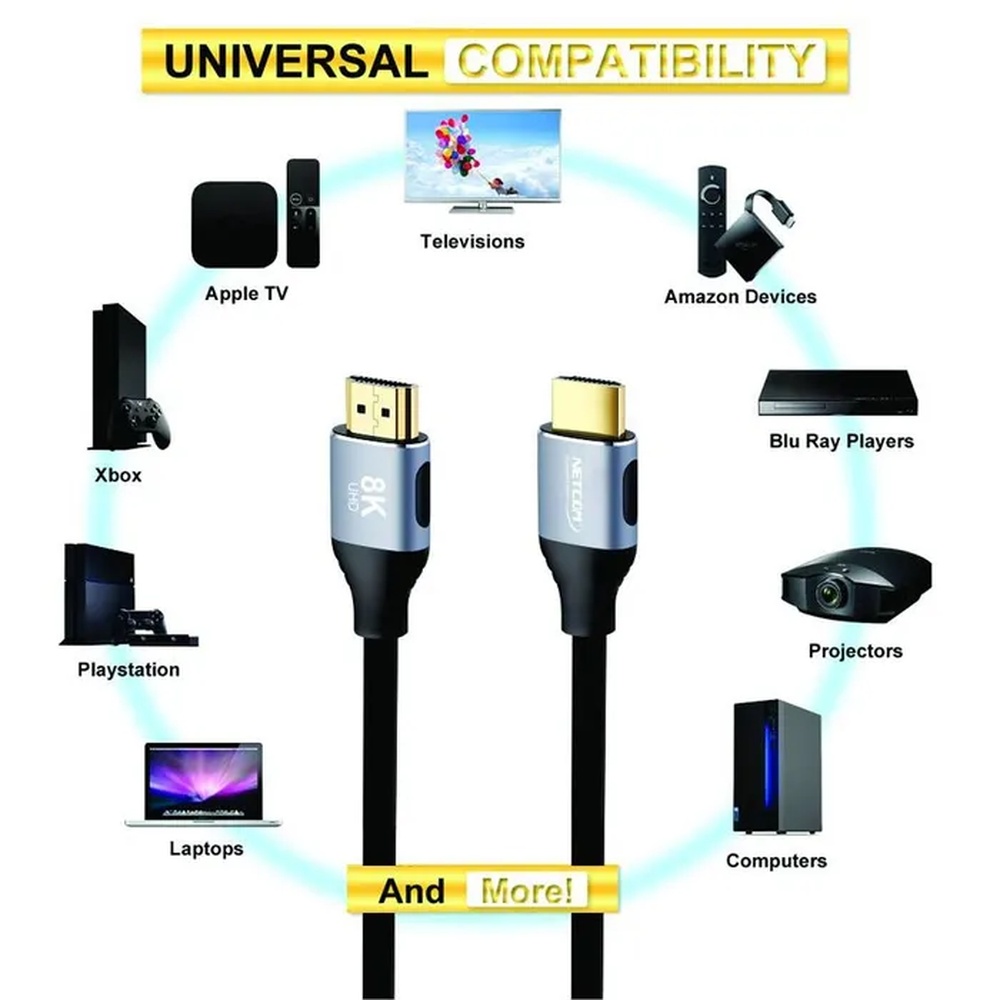 UNIVERSAL COMPATIBILITY
Televisions
Apple TV
Amazon Devices
Xbox
Blu Ray Players
8K
UHD
NETCOM
Playstation
Projectors
Laptops
Computers
And More!